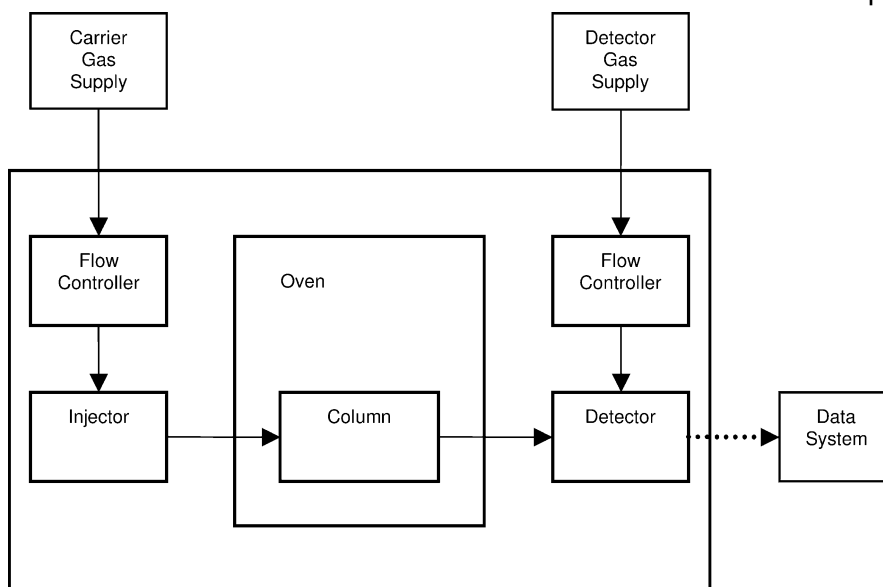 Carrier
Gas
Supply
Detector
Gas
Supply
Flow
Controller
Oven
Flow
Controller
Injector
Column
Detector
Data
System